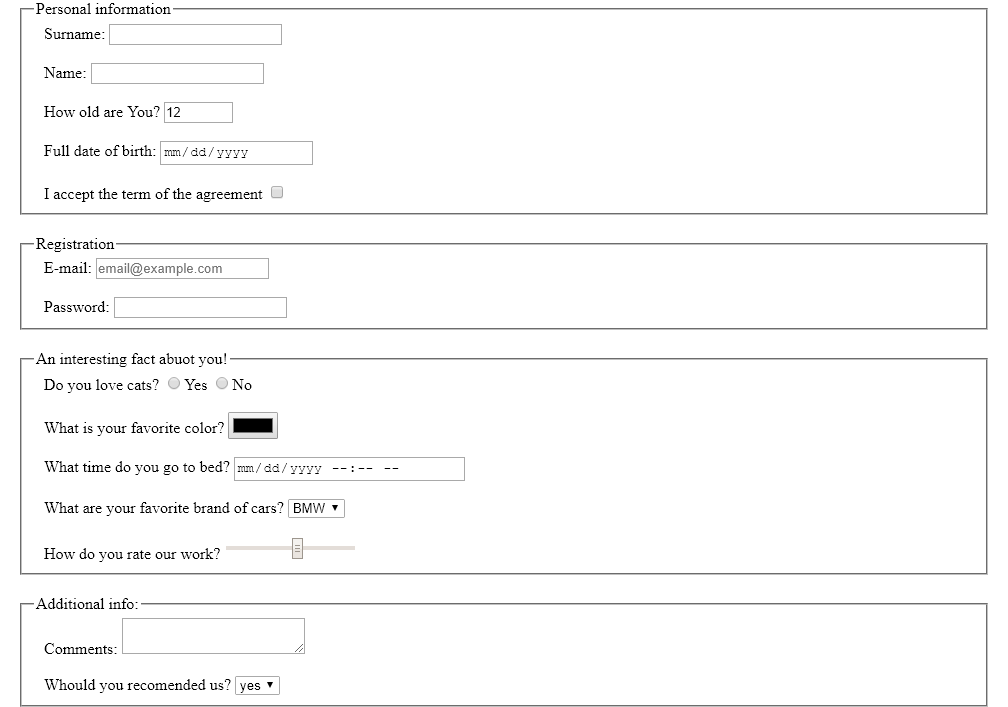 Personal information
Surname:
Name:
How old are You? 12
Full date of birth: mm/dd/yyyy
I accept the term of the agreement
Registration
E-mail: email@example.com
Password:
An interesting fact abuot you!
Do you love cats? Yes No
What is your favorite color?
What time do you go to bed? mm/dd/yyyy --:-- --
What are your favorite brand of cars? BMW
How do you rate our work?
Additional info:
Comments:
Whould you recomended us? yes